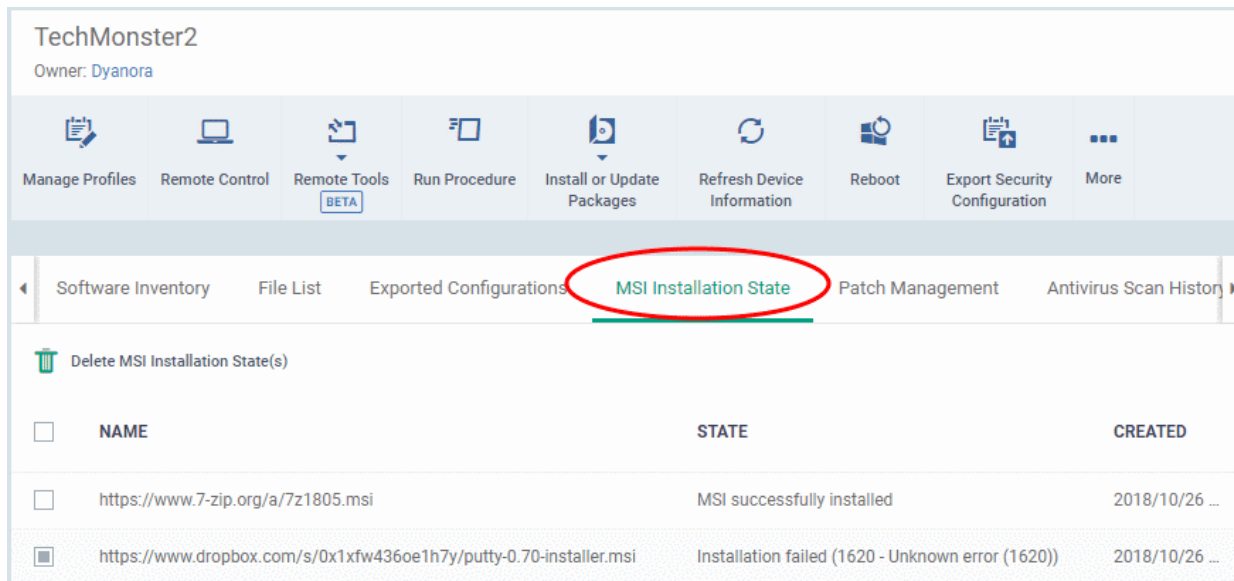 TechMonster2
Owner: Dyanora
Manage Profiles Remote Control Remote Tools Run Procedure Install or Update Refresh Device Reboot Export Security More
BETA Packages Information Configuration
Software Inventory File List Exported Configurations MSI Installation State Patch Management Antivirus Scan History
Delete MSI Installation State(s)
NAME STATE CREATED
https://www.7-zip.org/a/7z1805.msi MSI successfully installed 2018/10/26 ...
https://www.dropbox.com/s/0x1xfw436oe1h7y/putty-0.70-installer.msi Installation failed (1620 - Unknown error (1620)) 2018/10/26 ...